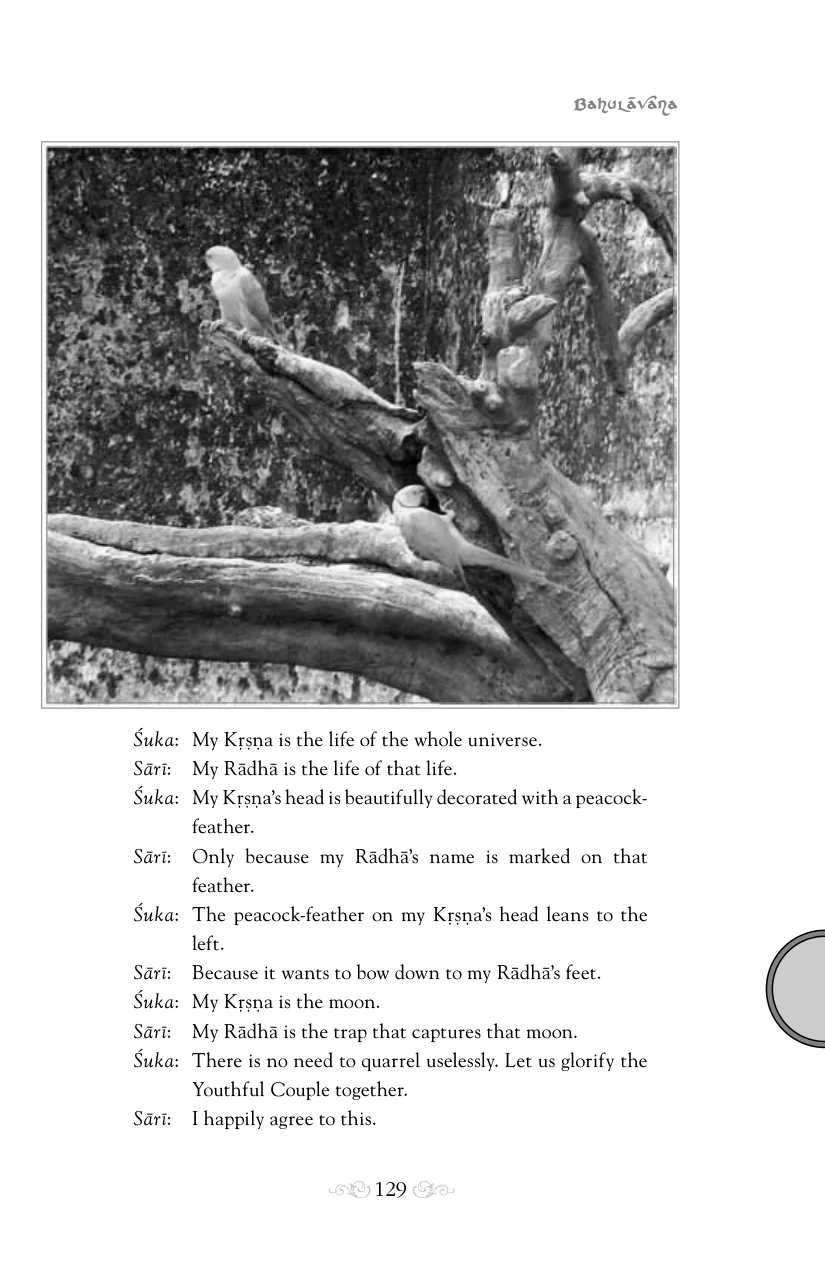 Bahulāvana
Śuka: My Kṛṣṇa is the life of the whole universe.
Sārī: My Rādhā is the life of that life.
Śuka: My Kṛṣṇa’s head is beautifully decorated with a peacock-
feather.
Sārī: Only because my Rādhā’s name is marked on that
feather.
Śuka: The peacock-feather on my Kṛṣṇa’s head leans to the
left.
Sārī: Because it wants to bow down to my Rādhā’s feet.
Śuka: My Kṛṣṇa is the moon.
Sārī: My Rādhā is the trap that captures that moon.
Śuka: There is no need to quarrel uselessly. Let us glorify the
Youthful Couple together.
Sārī: I happily agree to this.
129